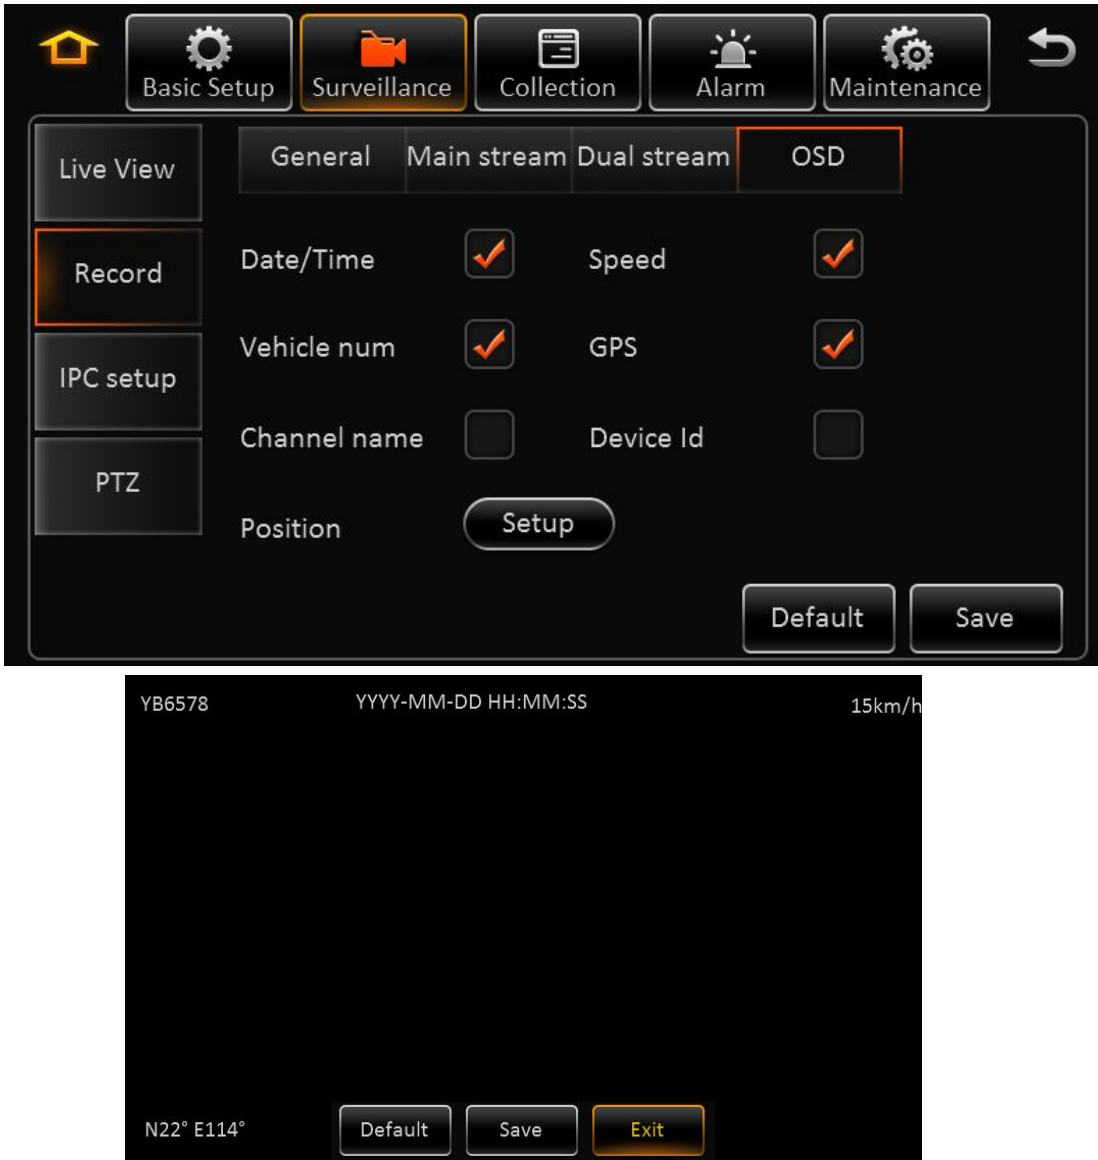 Basic Setup Surveillance Collection Alarm Maintenance
Live View
General Main stream Dual stream OSD
Record
Date/Time Speed
Vehicle num GPS
IPC setup
Channel name Device Id
PTZ
Position Setup
Default Save
YB6578 YYYY-MM-DD HH:MM:SS 15km/h
N22° E114° Default Save Exit